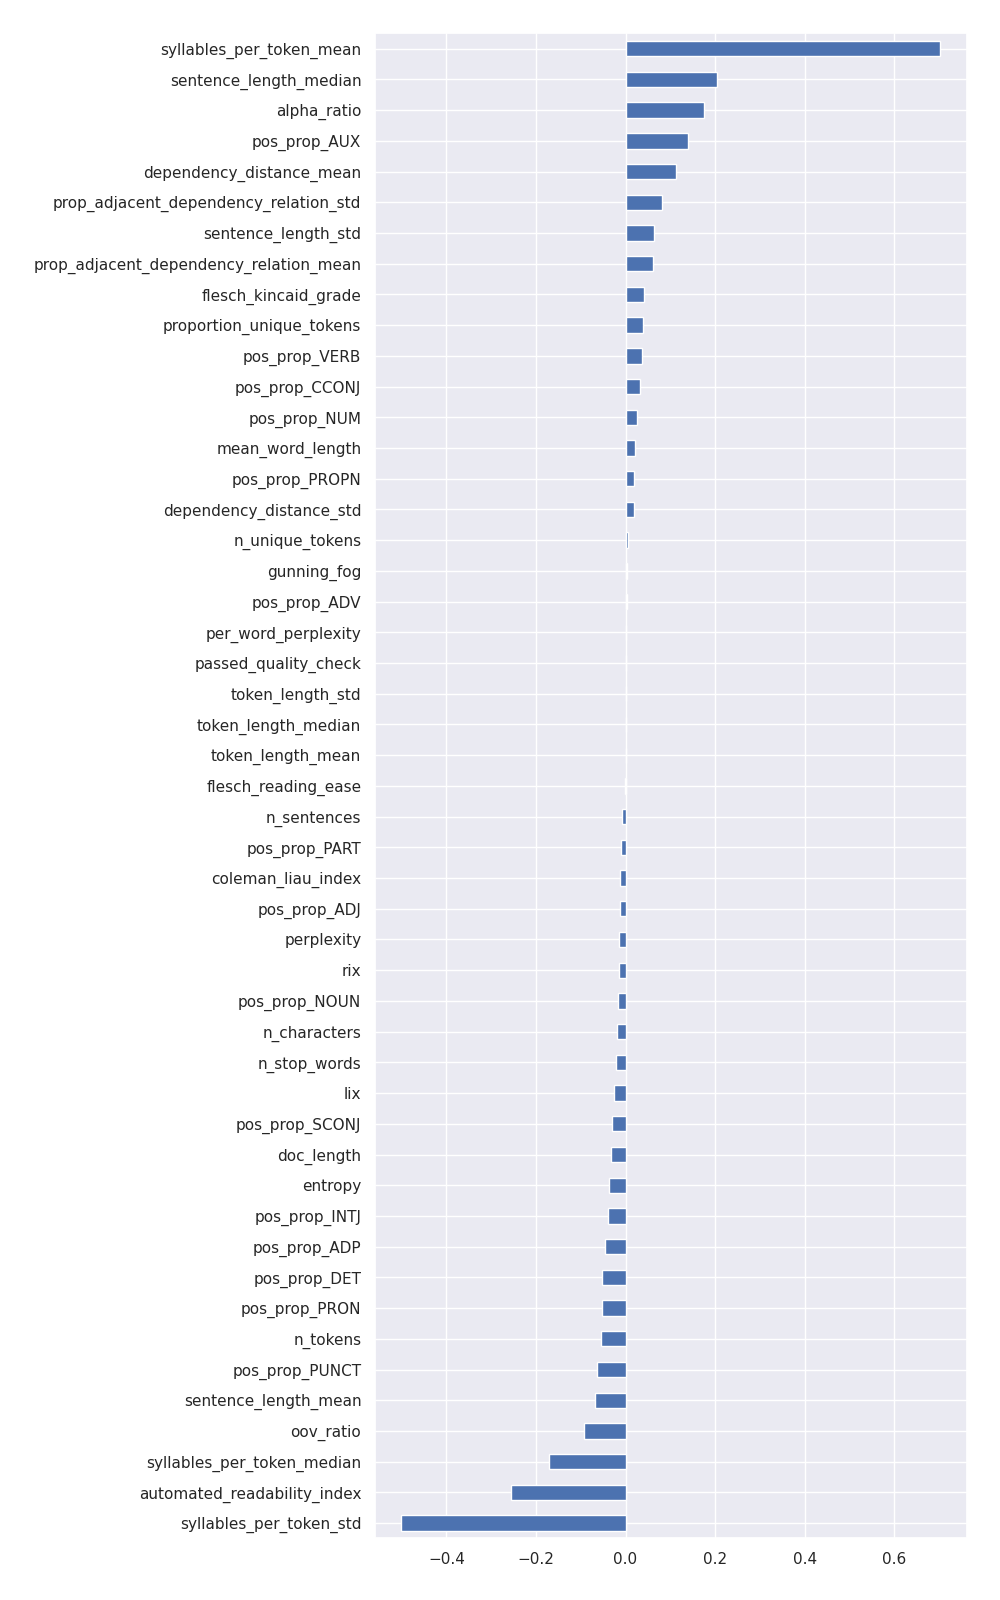 syllables_per_token_mean
sentence_length_median
alpha_ratio
pos_prop_AUX
dependency_distance_mean
prop_adjacent_dependency_relation_std
sentence_length_std
prop_adjacent_dependency_relation_mean
flesch_kincaid_grade
proportion_unique_tokens
pos_prop_VERB
pos_prop_CCONJ
pos_prop_NUM
mean_word_length
pos_prop_PROPN
dependency_distance_std
n_unique_tokens
gunning_fog
pos_prop_ADV
per_word_perplexity
passed_quality_check
token_length_std
token_length_median
token_length_mean
flesch_reading_ease
n_sentences
pos_prop_PART
coleman_liau_index
pos_prop_ADJ
perplexity
rix
pos_prop_NOUN
n_characters
n_stop_words
lix
pos_prop_SCONJ
doc_length
entropy
pos_prop_INTJ
pos_prop_ADP
pos_prop_DET
pos_prop_PRON
n_tokens
pos_prop_PUNCT
sentence_length_mean
oov_ratio
syllables_per_token_median
automated_readability_index
syllables_per_token_std
−0.4 −0.2 0.0 0.2 0.4 0.6